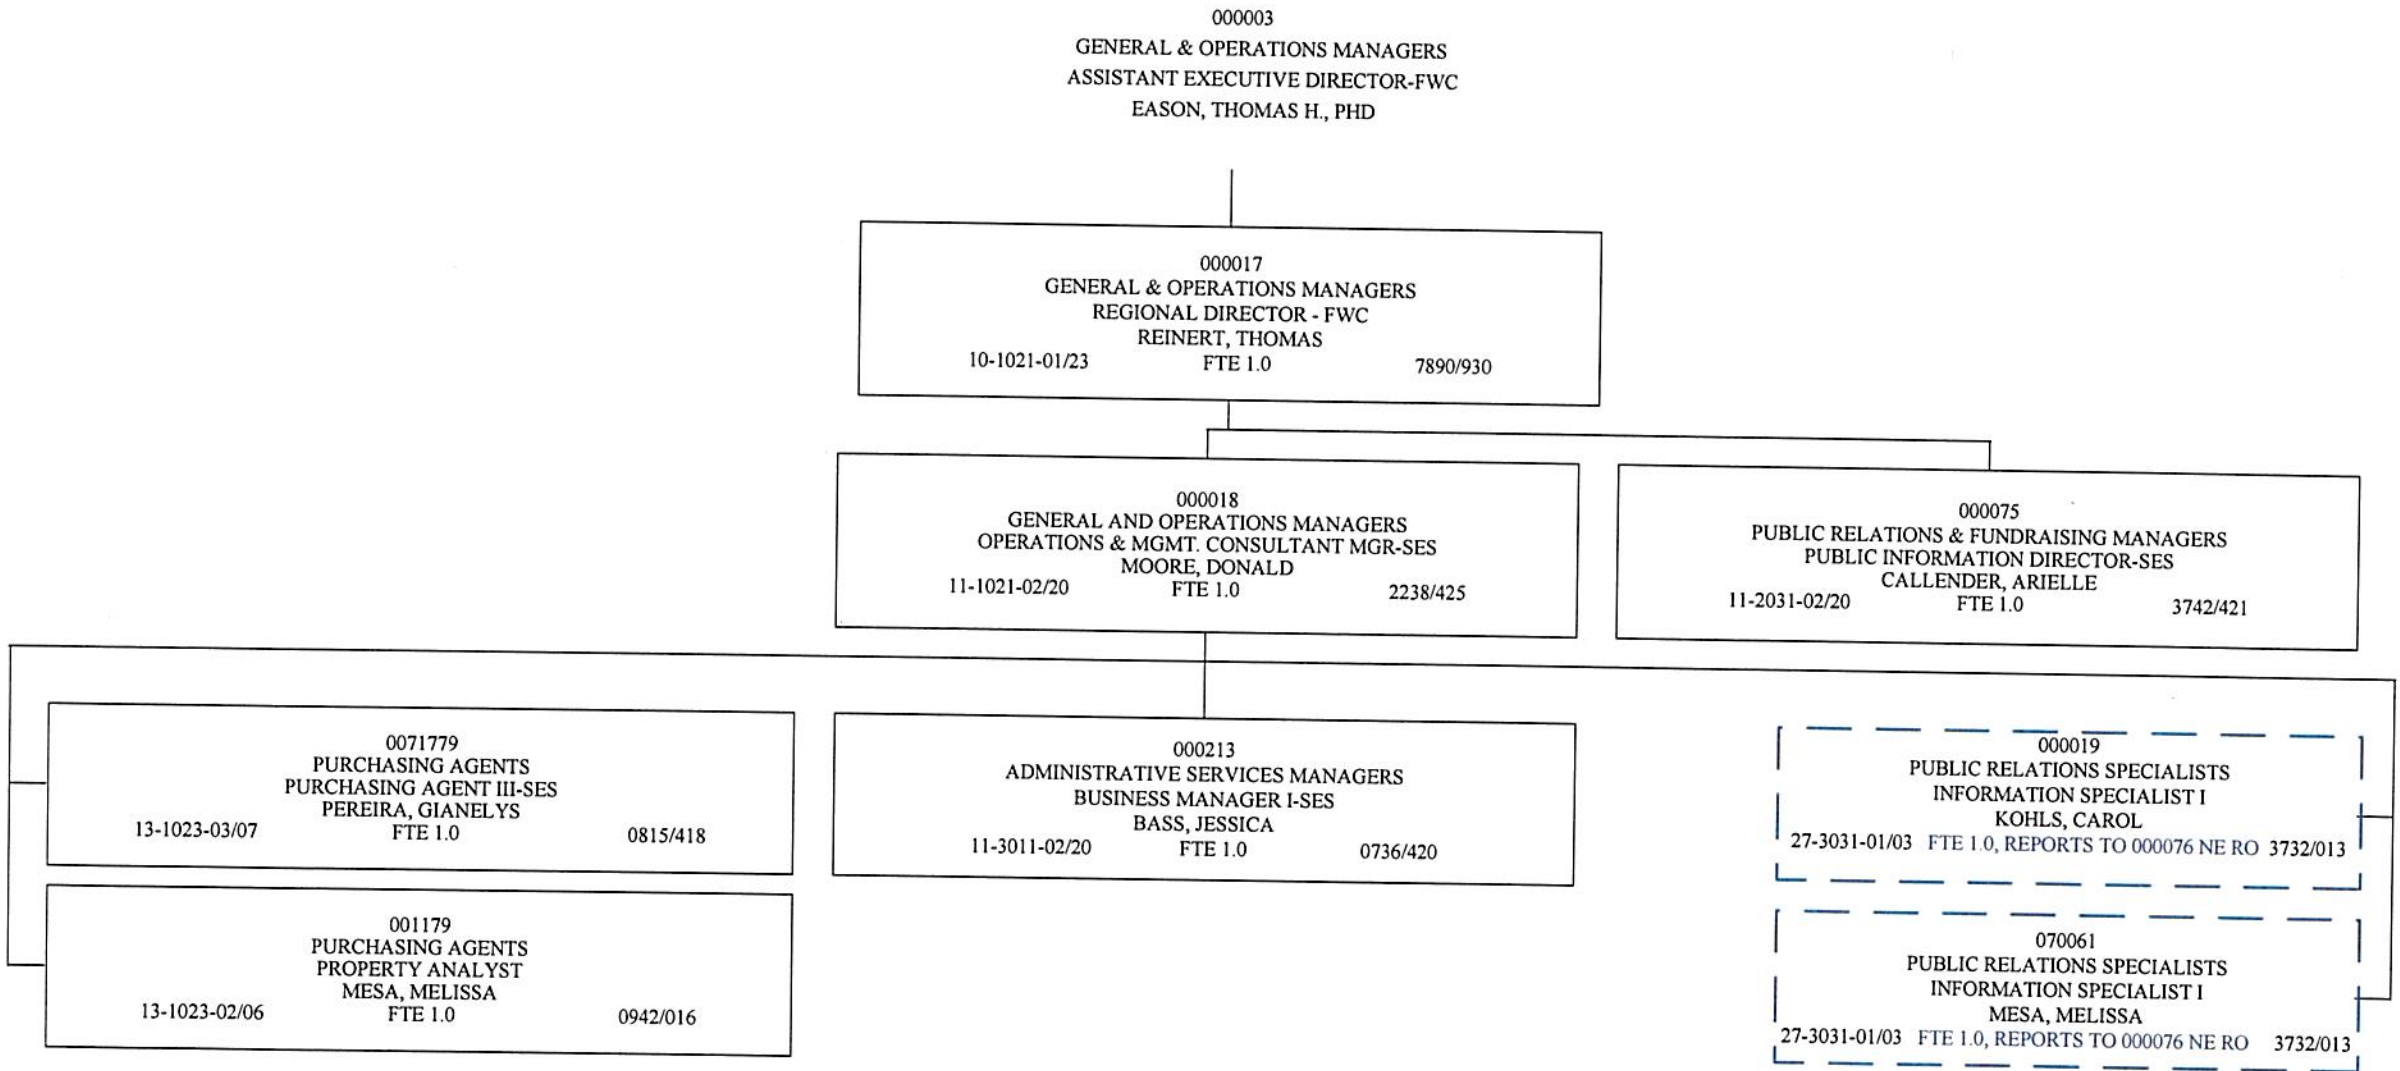 000003
GENERAL & OPERATIONS MANAGERS
ASSISTANT EXECUTIVE DIRECTOR-FWC
EASON, THOMAS H., PHD
000017
GENERAL & OPERATIONS MANAGERS
REGIONAL DIRECTOR - FWC
REINERT, THOMAS
10-1021-01/23 FTE 1.0 7890/930
000018
GENERAL AND OPERATIONS MANAGERS
OPERATIONS & MGMT. CONSULTANT MGR-SES
MOORE, DONALD
11-1021-02/20 FTE 1.0 2238/425
000075
PUBLIC RELATIONS & FUNDRAISING MANAGERS
PUBLIC INFORMATION DIRECTOR-SES
CALLENDER, ARIELLE
11-2031-02/20 FTE 1.0 3742/421
0071779
PURCHASING AGENTS
PURCHASING AGENT III-SES
PEREIRA, GIANELYS
13-1023-03/07 FTE 1.0 0815/418
000213
ADMINISTRATIVE SERVICES MANAGERS
BUSINESS MANAGER I-SES
BASS, JESSICA
11-3011-02/20 FTE 1.0 0736/420
000019
PUBLIC RELATIONS SPECIALISTS
INFORMATION SPECIALIST I
KOHLS, CAROL
27-3031-01/03 FTE 1.0, REPORTS TO 000076 NE RO 3732/013
001179
PURCHASING AGENTS
PROPERTY ANALYST
MESA, MELISSA
13-1023-02/06 FTE 1.0 0942/016
070061
PUBLIC RELATIONS SPECIALISTS
INFORMATION SPECIALIST I
MESA, MELISSA
27-3031-01/03 FTE 1.0, REPORTS TO 000076 NE RO 3732/013